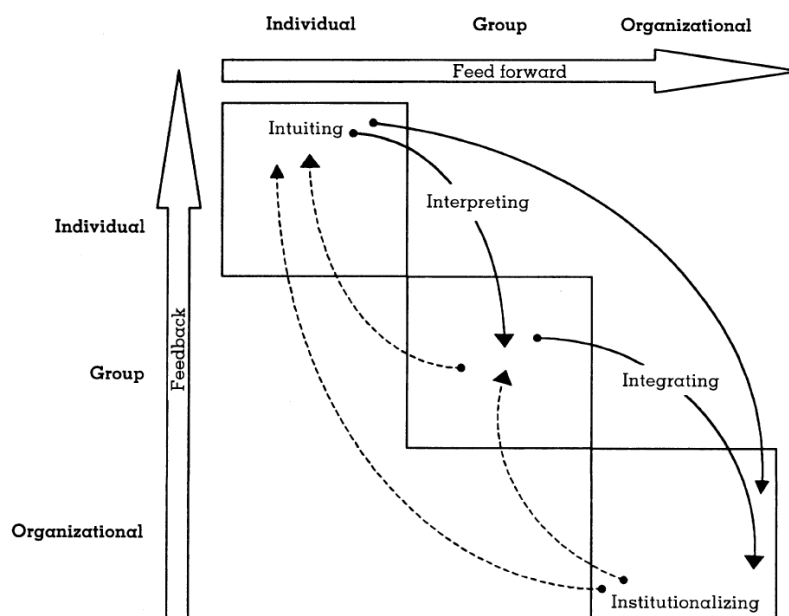 Individual
Group
Organizational
Feed forward
Intuiting
Interpreting
Individual
Feedback
Group
Integrating
Organizational
Institutionalizing